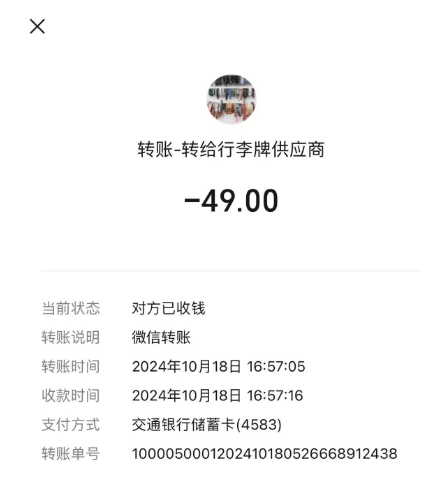 转账-转给行李牌供应商
-49.00
当前状态 对方已收钱
转账说明 微信转账
转账时间 2024年10月18日 16:57:05
收款时间 2024年10月18日 16:57:16
支付方式 交通银行储蓄卡(4583)
转账单号 1000050001202410180526668912438